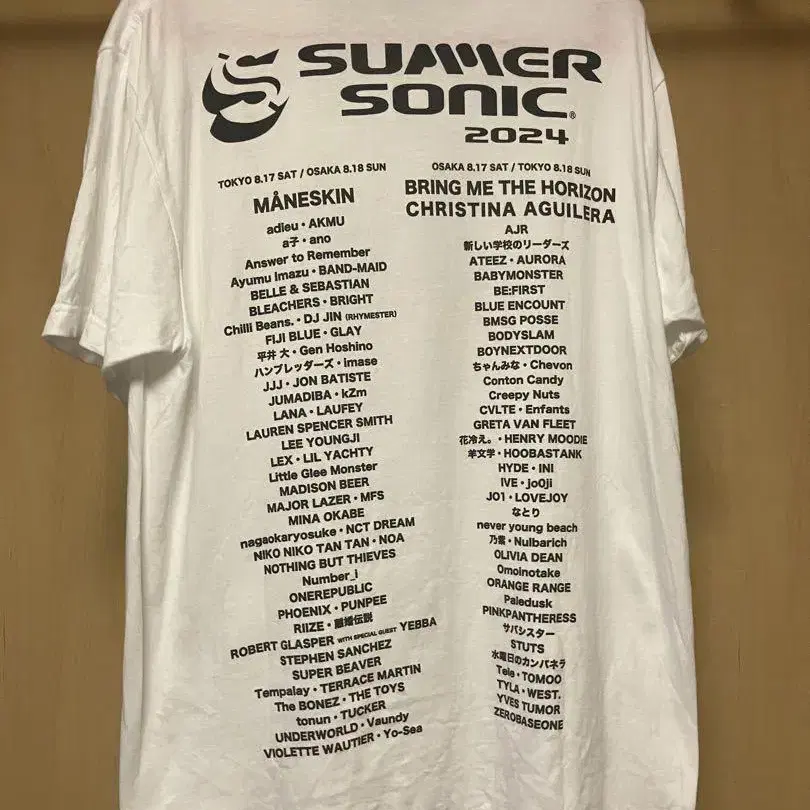 SUMMER
SONIC®
2024
TOKYO 8.17 SAT / OSAKA 8.18 SUN
MÅNESKIN
adieu・AKMU
a子・ano
Answer to Remember
Ayumu Imazu・BAND-MAID
BELLE & SEBASTIAN
BLEACHERS・BRIGHT
Chilli Beans.・DJ JIN (RHYMESTER)
FIJI BLUE・GLAY
平井 大・Gen Hoshino
ハンブレッダーズ・imase
JJJ・JON BATISTE
JUMADIBA・kZm
LANA・LAUFEY
LAUREN SPENCER SMITH
LEE YOUNGJI
LEX・LIL YACHTY
Little Glee Monster
MADISON BEER
MAJOR LAZER・MFS
MINA OKABE
nagaokaryosuke・NCT DREAM
NIKO NIKO TAN TAN・NOA
NOTHING BUT THIEVES
Number_i
ONEREPUBLIC
PHOENIX・PUNPEE
RIIZE・離婚伝説
ROBERT GLASPER WITH SPECIAL GUEST YEBBA
STEPHEN SANCHEZ
SUPER BEAVER
Tempalay・TERRACE MARTIN
The BONEZ・THE TOYS
tonun・TUCKER
UNDERWORLD・Vaundy
VIOLETTE WAUTIER・Yo-Sea
OSAKA 8.17 SAT / TOKYO 8.18 SUN
BRING ME THE HORIZON
CHRISTINA AGUILERA
AJR
新しい学校のリーダーズ
ATEEZ・AURORA
BABYMONSTER
BE:FIRST
BLUE ENCOUNT
BMSG POSSE
BODYSLAM
BOYNEXTDOOR
ちゃんみな・Chevon
Conton Candy
Creepy Nuts
CVLTE・Enfants
GRETA VAN FLEET
花冷え。・HENRY MOODIE
羊文学・HOOBASTANK
HYDE・INI
IVE・jo0ji
JO1・LOVEJOY
なとり
never young beach
乃紫・Nulbarich
OLIVIA DEAN
Omoinotake
ORANGE RANGE
Paledusk
PINKPANTHERESS
サバシスター
STUTS
水曜日のカンパネラ
Tele・TOMOO
TYLA・WEST.
YVES TUMOR
ZEROBASEONE